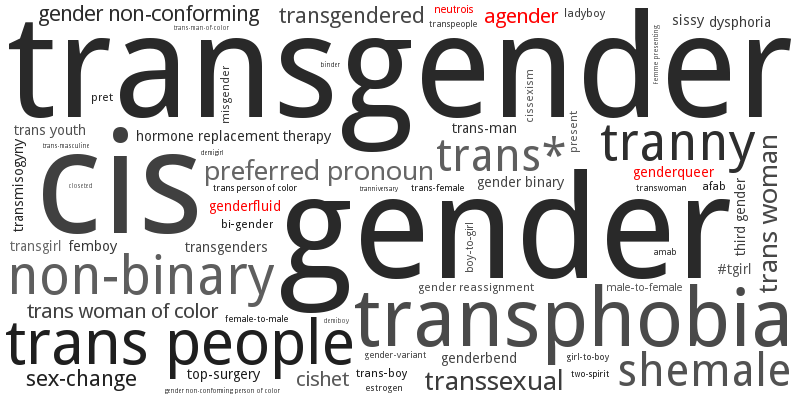 gender non-conforming
trans-man-of-color
transgendered
neutrois
transpeople
agender
ladyboy
sissy
dysphoria
transgender
femme presenting
binder
misgender
pret
cissexism
present
trans youth
hormone replacement therapy
trans-man
tranny
trans-masculine
demigirl
cis
trans*
transmisogyny
closeted
preferred pronoun
genderqueer
trans person of color
tranniversary
trans-female
gender binary
transwoman
afab
third gender
trans woman
genderfluid
bi-gender
gender
boy-to-girl
transgirl
femboy
transgenders
amab
#tgirl
non-binary
gender reassignment
male-to-female
trans woman of color
female-to-male
demiboy
transphobia
trans people
gender-variant
genderbend
girl-to-boy
shemale
sex-change
top-surgery
cishet
trans-boy
two-spirit
transsexual
estrogen
gender non-conforming person of color